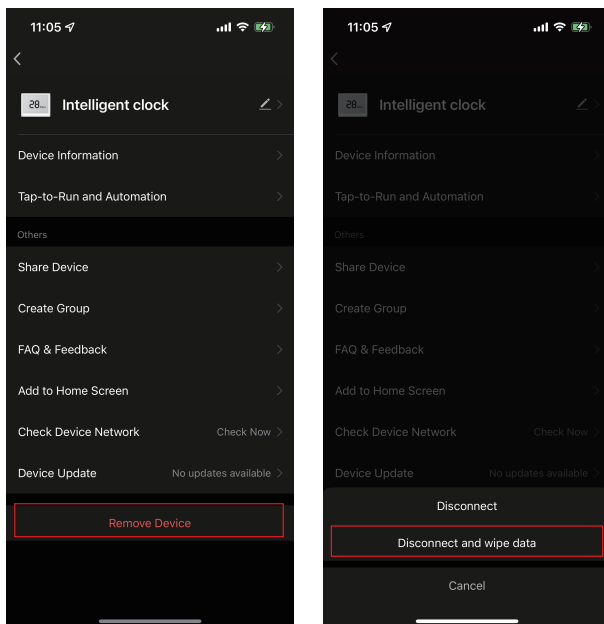 11:05
28...
Intelligent clock
Device Information
Tap-to-Run and Automation
Others
Share Device
Create Group
FAQ & Feedback
Add to Home Screen
Check Device Network Check Now
Device Update No updates available
Remove Device
11:05
28...
Intelligent clock
Device Information
Tap-to-Run and Automation
Others
Share Device
Create Group
FAQ & Feedback
Add to Home Screen
Check Device Network Check Now
Device Update No updates available
Disconnect
Disconnect and wipe data
Cancel